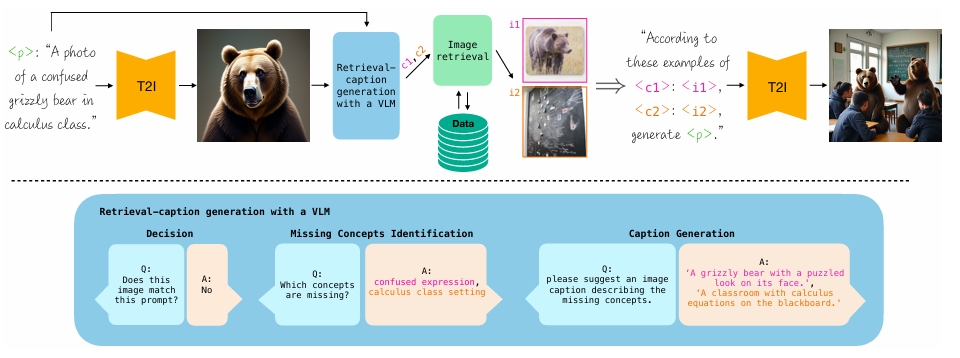 <p>: "A photo
of a confused
grizzly bear in
calculus class."
T2I
Retrieval-
caption
generation
with a VLM
c1, c2
Image
retrieval
Data
i1
i2
"According to
these examples of
<c1>: <i1>,
<c2>: <i2>,
generate <p>."
T2I
Retrieval-caption generation with a VLM
Decision
Q:
Does this
image match
this prompt?
A:
No
Missing Concepts Identification
Q:
Which concepts
are missing?
A:
confused expression,
calculus class setting
Caption Generation
Q:
please suggest an image
caption describing the
missing concepts.
A:
'A grizzly bear with a puzzled
look on its face.',
'A classroom with calculus
equations on the blackboard.'